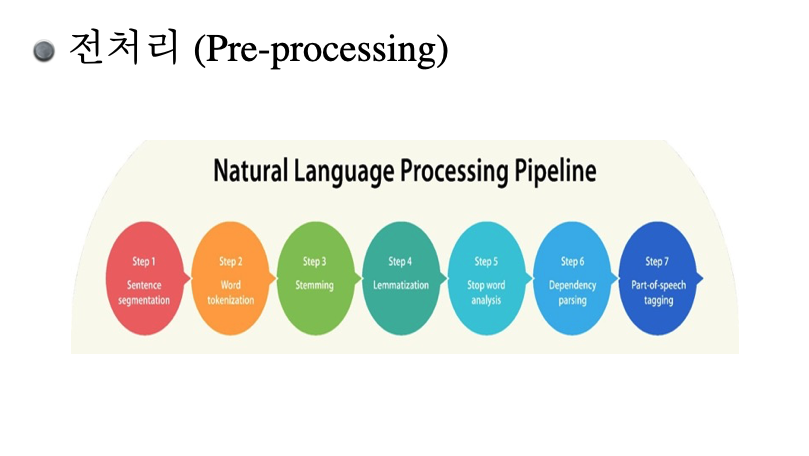 전처리 (Pre-processing)
Natural Language Processing Pipeline
Step 1
Sentence
segmentation
Step 2
Word
tokenization
Step 3
Stemming
Step 4
Lemmatization
Step 5
Stop word
analysis
Step 6
Dependency
parsing
Step 7
Part-of-speech
tagging